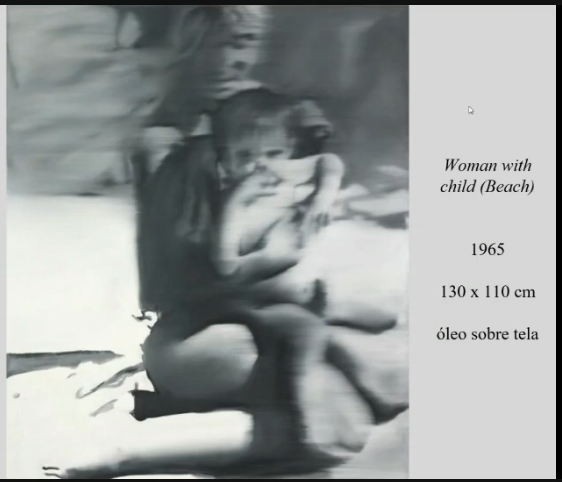 Woman with
child (Beach)
1965
130 x 110 cm
óleo sobre tela